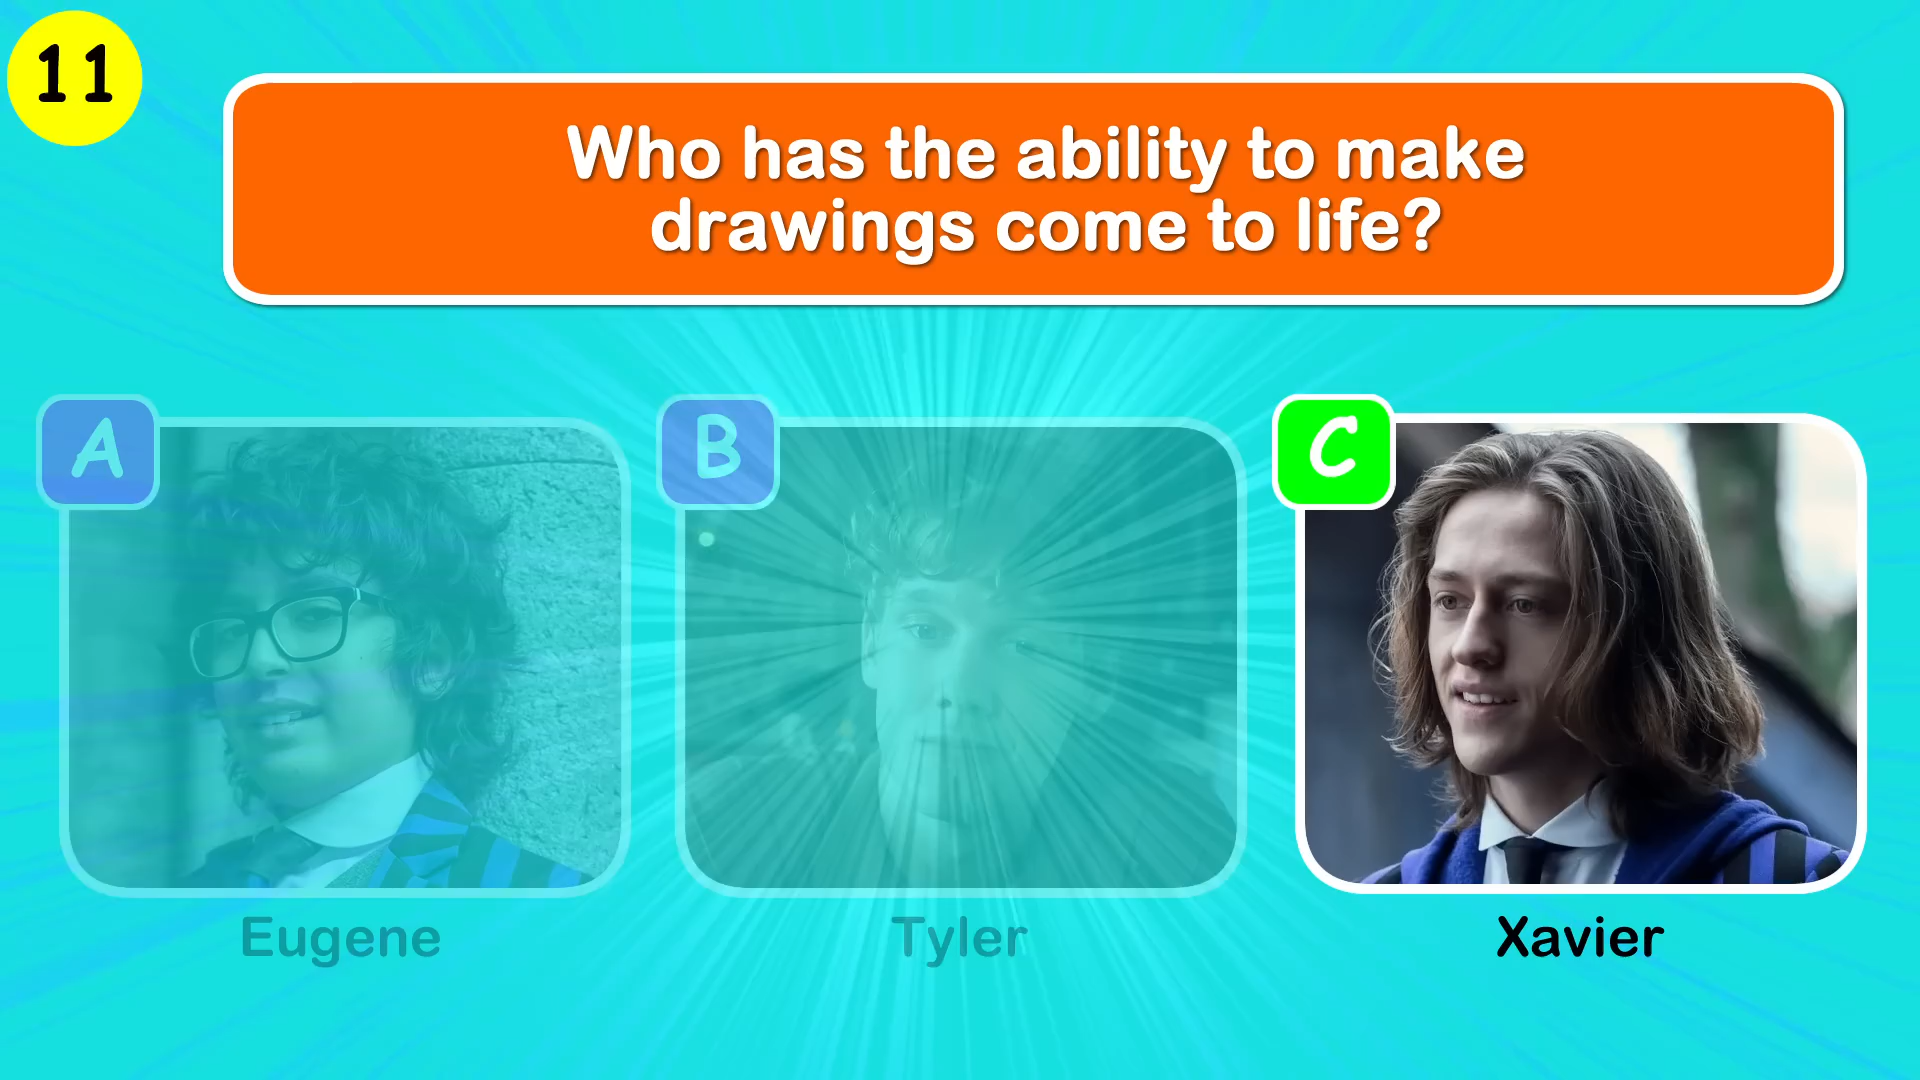 11
Who has the ability to make
drawings come to life?
A
B
C
Eugene
Tyler
Xavier